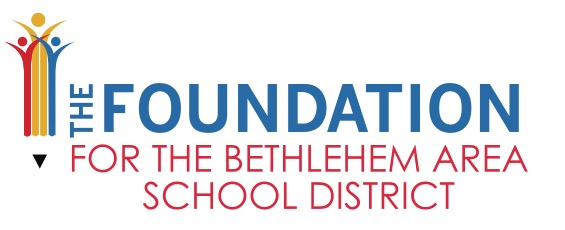 THE FOUNDATION
FOR THE BETHLEHEM AREA
SCHOOL DISTRICT